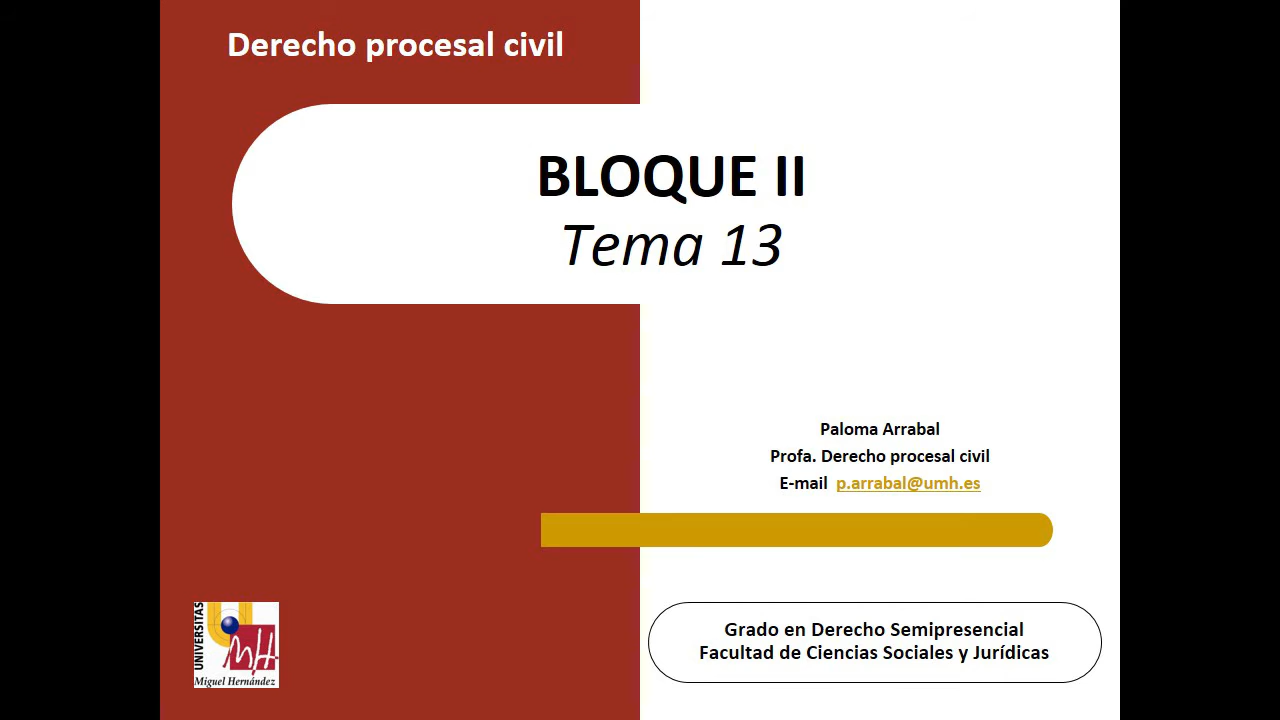 Derecho procesal civil
BLOQUE II
Tema 13
Paloma Arrabal
Profa. Derecho procesal civil
E-mail p.arrabal@umh.es
UNIVERSITAS
Miguel Hernández
Grado en Derecho Semipresencial
Facultad de Ciencias Sociales y Jurídicas